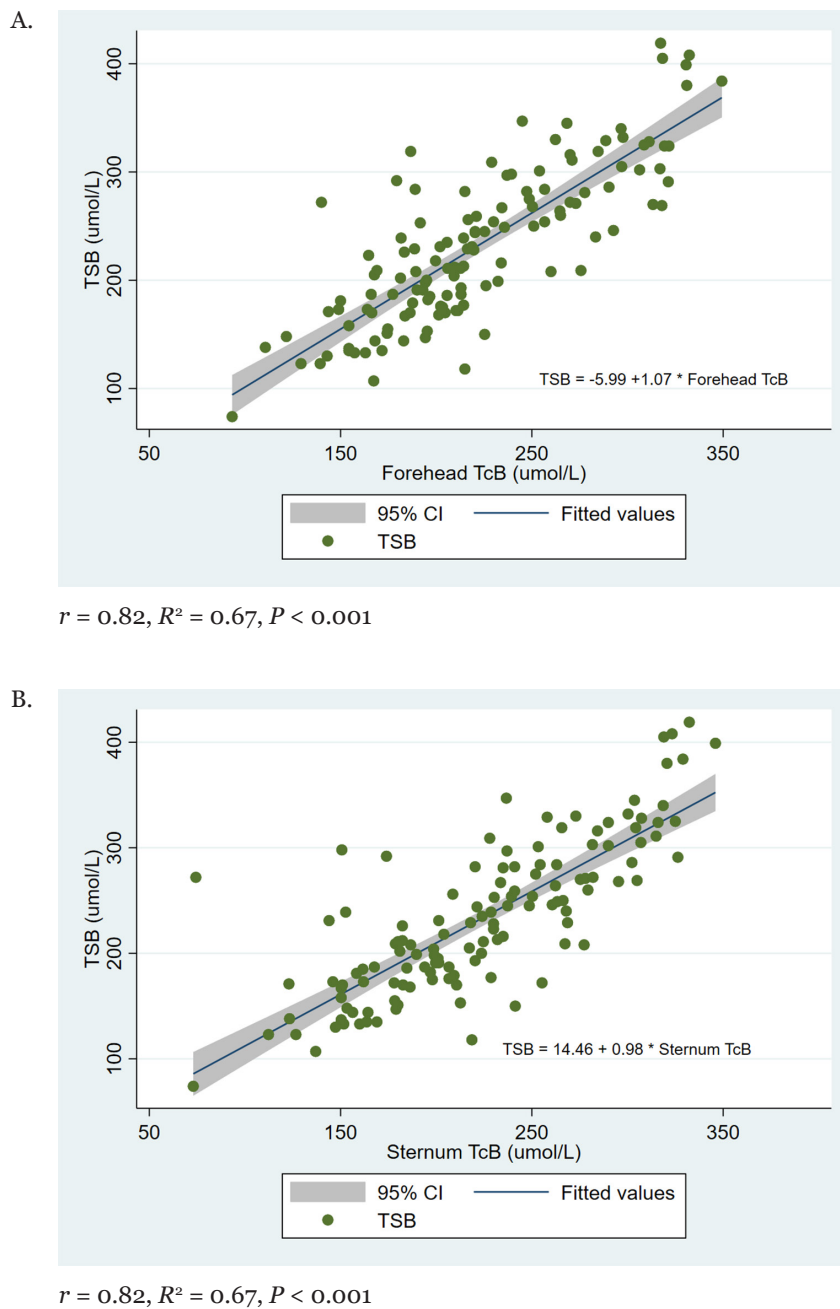 A.
400
300
200
100
TSB (umol/L)
TSB = -5.99 +1.07 * Forehead TcB
50 150 250 350
Forehead TcB (umol/L)
95% CI Fitted values
TSB
r = 0.82, R² = 0.67, P < 0.001
B.
400
300
200
100
TSB (umol/L)
TSB = 14.46 + 0.98 * Sternum TcB
50 150 250 350
Sternum TcB (umol/L)
95% CI Fitted values
TSB
r = 0.82, R² = 0.67, P < 0.001